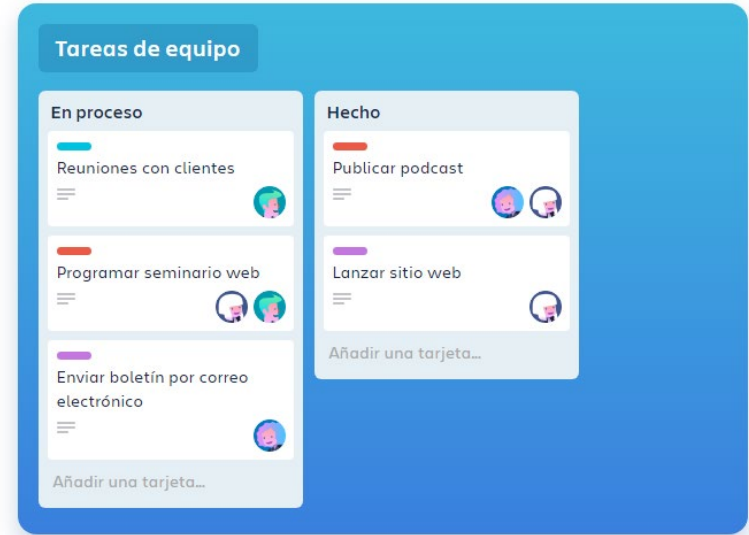 Tareas de equipo
En proceso
Reuniones con clientes
Programar seminario web
Enviar boletín por correo
electrónico
Añadir una tarjeta...
Hecho
Publicar podcast
Lanzar sitio web
Añadir una tarjeta...